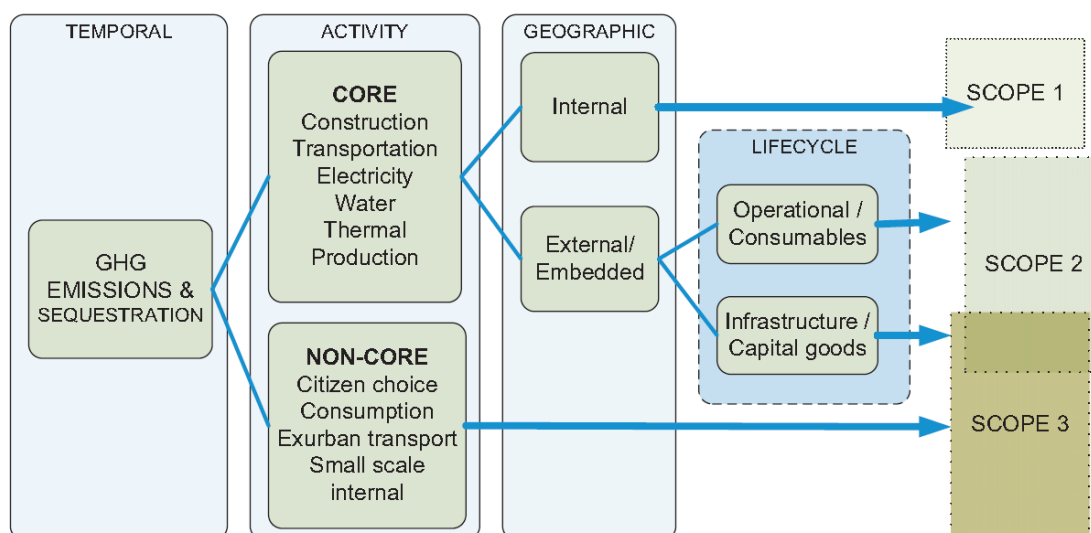 TEMPORAL
GHG
EMISSIONS &
SEQUESTRATION
ACTIVITY
CORE
Construction
Transportation
Electricity
Water
Thermal
Production
NON-CORE
Citizen choice
Consumption
Exurban transport
Small scale
internal
GEOGRAPHIC
Internal
External/
Embedded
LIFECYCLE
Operational /
Consumables
Infrastructure /
Capital goods
SCOPE 1
SCOPE 2
SCOPE 3